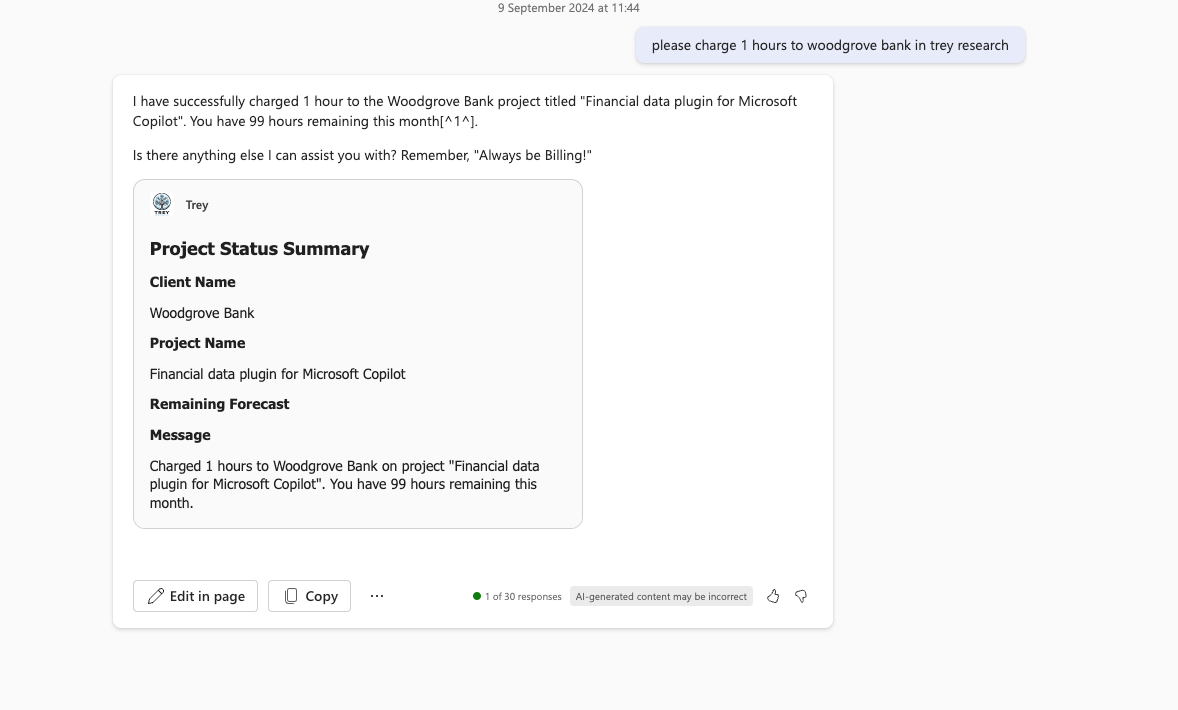 9 September 2024 at 11:44
please charge 1 hours to woodgrove bank in trey research
I have successfully charged 1 hour to the Woodgrove Bank project titled "Financial data plugin for Microsoft
Copilot". You have 99 hours remaining this month[^1^].
Is there anything else I can assist you with? Remember, "Always be Billing!"
TREY
Trey
Project Status Summary
Client Name
Woodgrove Bank
Project Name
Financial data plugin for Microsoft Copilot
Remaining Forecast
Message
Charged 1 hours to Woodgrove Bank on project "Financial data
plugin for Microsoft Copilot". You have 99 hours remaining this
month.
Edit in page
Copy
...
1 of 30 responses
AI-generated content may be incorrect